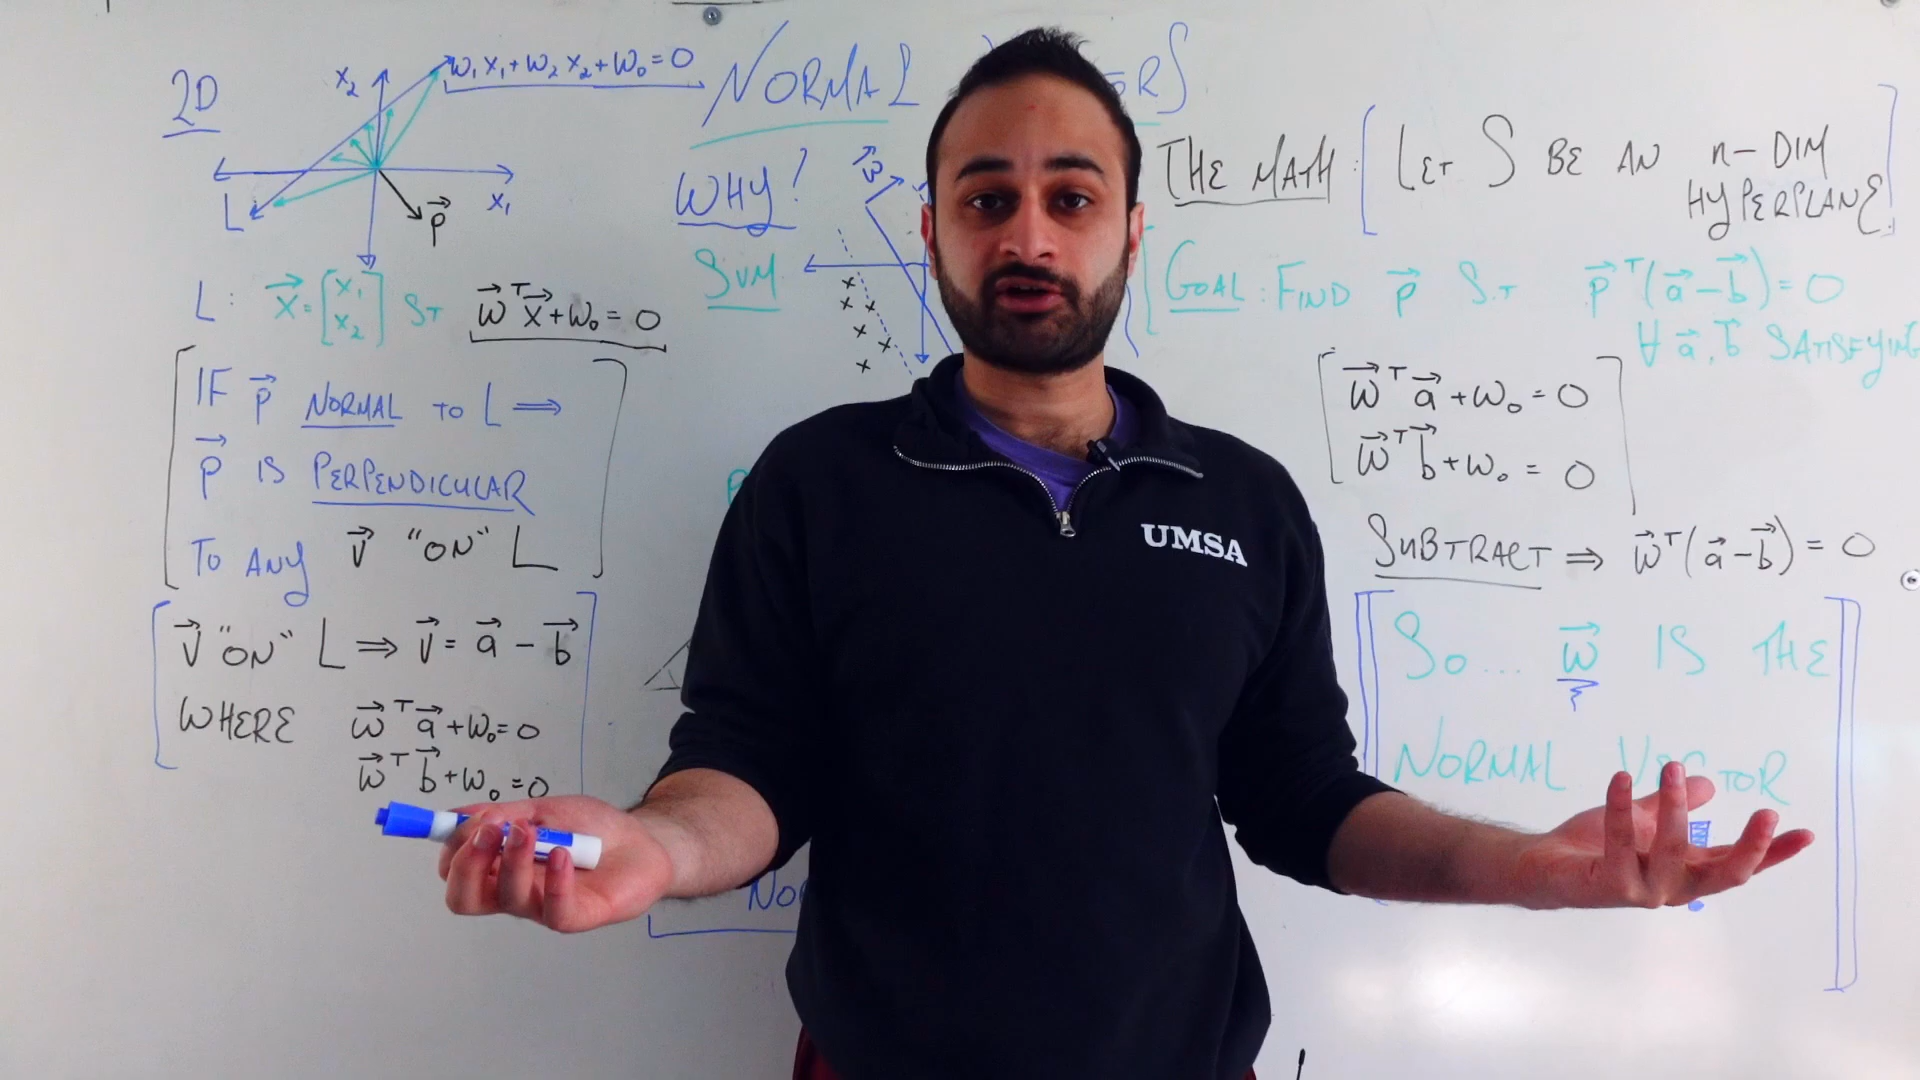 2D
x₂
w₁x₁+w₂x₂+w₀=0
L
x₁
p⃗
L: x⃗=[x₁ x₂] ST w⃗ᵀx⃗+w₀=0
IF p⃗ NORMAL TO L ⟹
p⃗ IS PERPENDICULAR
TO ANY v⃗ "ON" L
v⃗ "ON" L ⟹ v⃗ = a⃗ - b⃗
WHERE w⃗ᵀa⃗+w₀=0
w⃗ᵀb⃗+w₀=0
NORMAL
WHY?
w⃗
SVM
UMSA
THE MATH: [LET S BE AN n-DIM
HYPERPLANE]
GOAL: FIND p⃗ S.T p⃗ᵀ(a⃗-b⃗)=0
∀ a⃗,b⃗ SATISFYING
w⃗ᵀa⃗+w₀=0
w⃗ᵀb⃗+w₀=0
SUBTRACT ⟹ w⃗ᵀ(a⃗-b⃗)=0
SO... w⃗ IS THE
NORMAL VECTOR